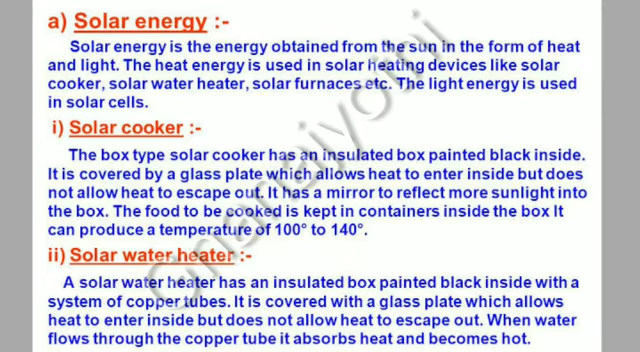 a) Solar energy :-
Solar energy is the energy obtained from the sun in the form of heat
and light. The heat energy is used in solar heating devices like solar
cooker, solar water heater, solar furnaces etc. The light energy is used
in solar cells.
i) Solar cooker :-
The box type solar cooker has an insulated box painted black inside.
It is covered by a glass plate which allows heat to enter inside but does
not allow heat to escape out. It has a mirror to reflect more sunlight into
the box. The food to be cooked is kept in containers inside the box It
can produce a temperature of 100° to 140°.
ii) Solar water heater :-
A solar water heater has an insulated box painted black inside with a
system of copper tubes. It is covered with a glass plate which allows
heat to enter inside but does not allow heat to escape out. When water
flows through the copper tube it absorbs heat and becomes hot.
Gnanajyothi